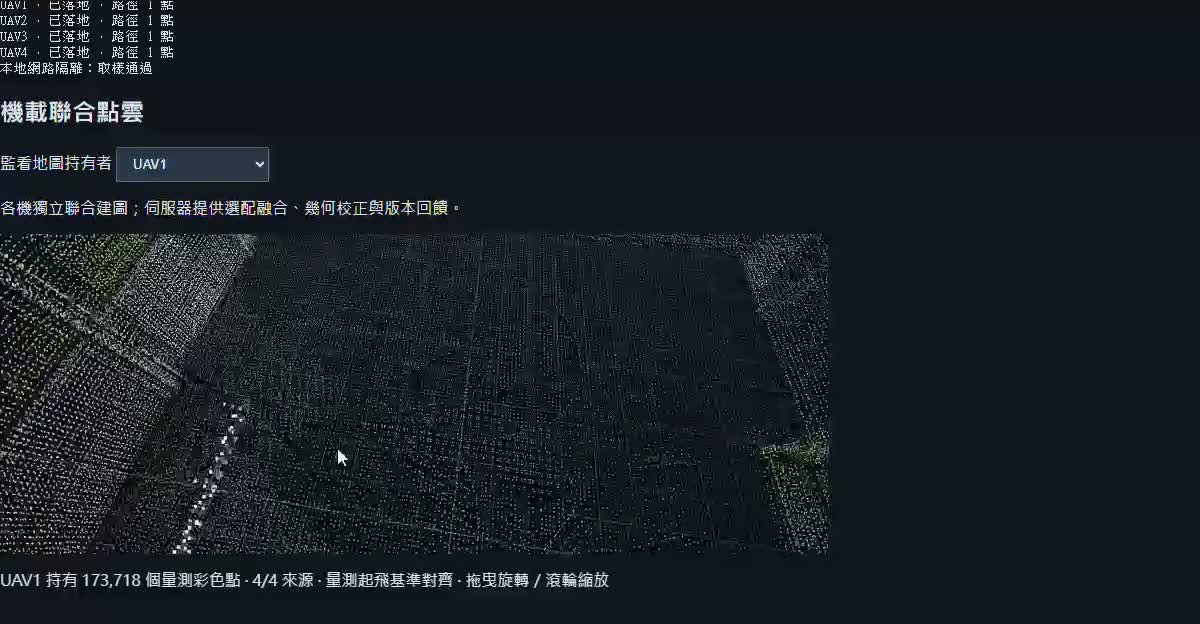 UAV1 · 已落地 · 路徑 1 點
UAV2 · 已落地 · 路徑 1 點
UAV3 · 已落地 · 路徑 1 點
UAV4 · 已落地 · 路徑 1 點
本地網路隔離：取樣通過
機載聯合點雲
監看地圖持有者 UAV1
各機獨立聯合建圖；伺服器提供選配融合、幾何校正與版本回饋。
UAV1 持有 173,718 個量測彩色點 · 4/4 來源 · 量測起飛基準對齊 · 拖曳旋轉 / 滾輪縮放